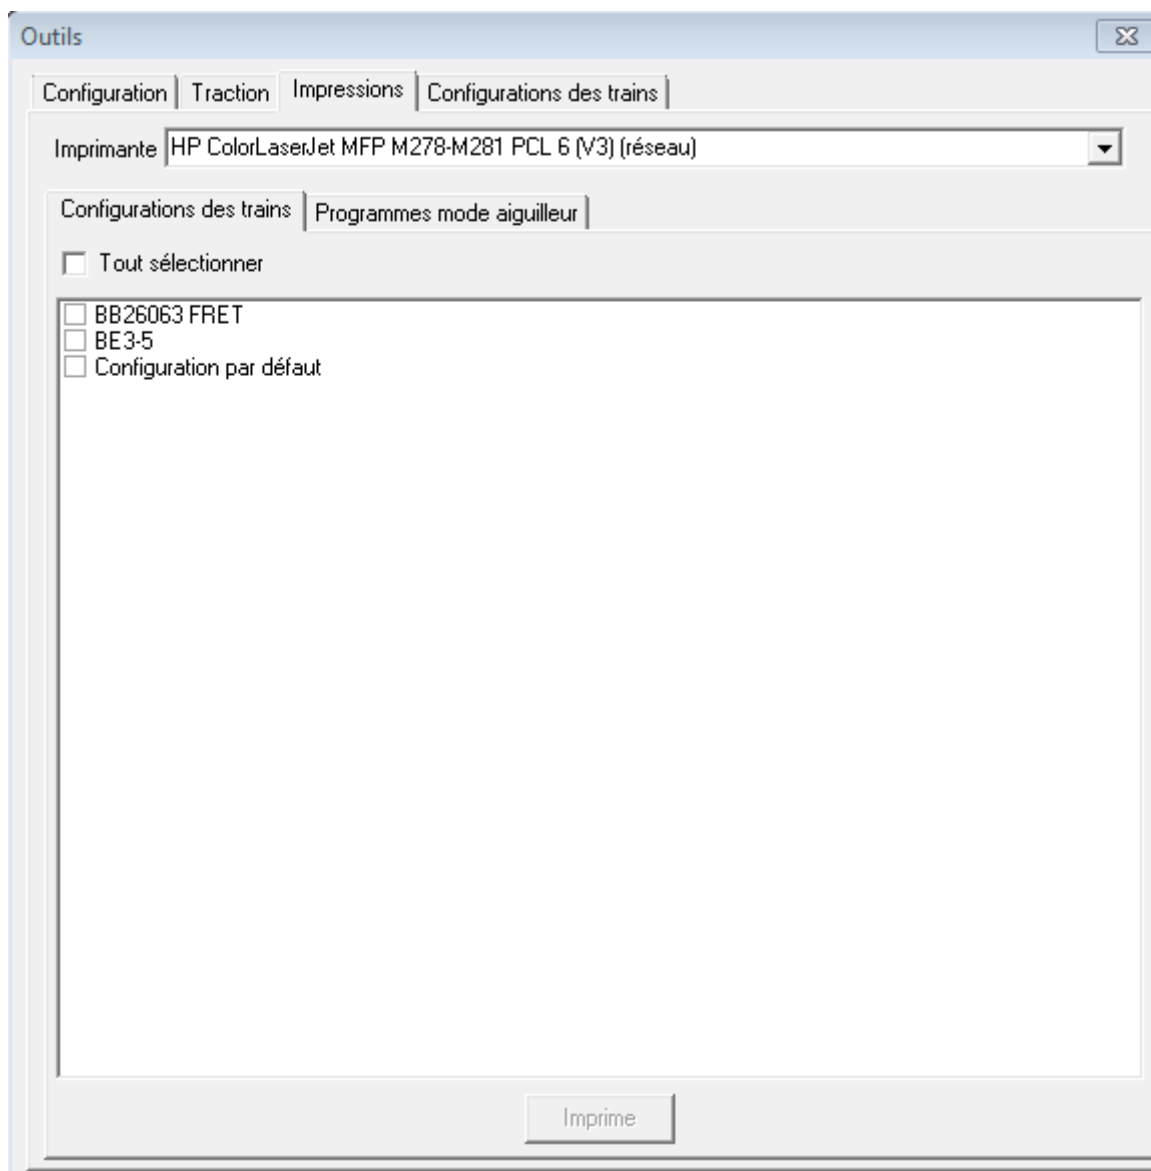 Outils
Configuration Traction Impressions Configurations des trains
Imprimante HP ColorLaserJet MFP M278-M281 PCL 6 (V3) (réseau)
Configurations des trains Programmes mode aiguilleur
Tout sélectionner
BB26063 FRET
BE3-5
Configuration par défaut
Imprime